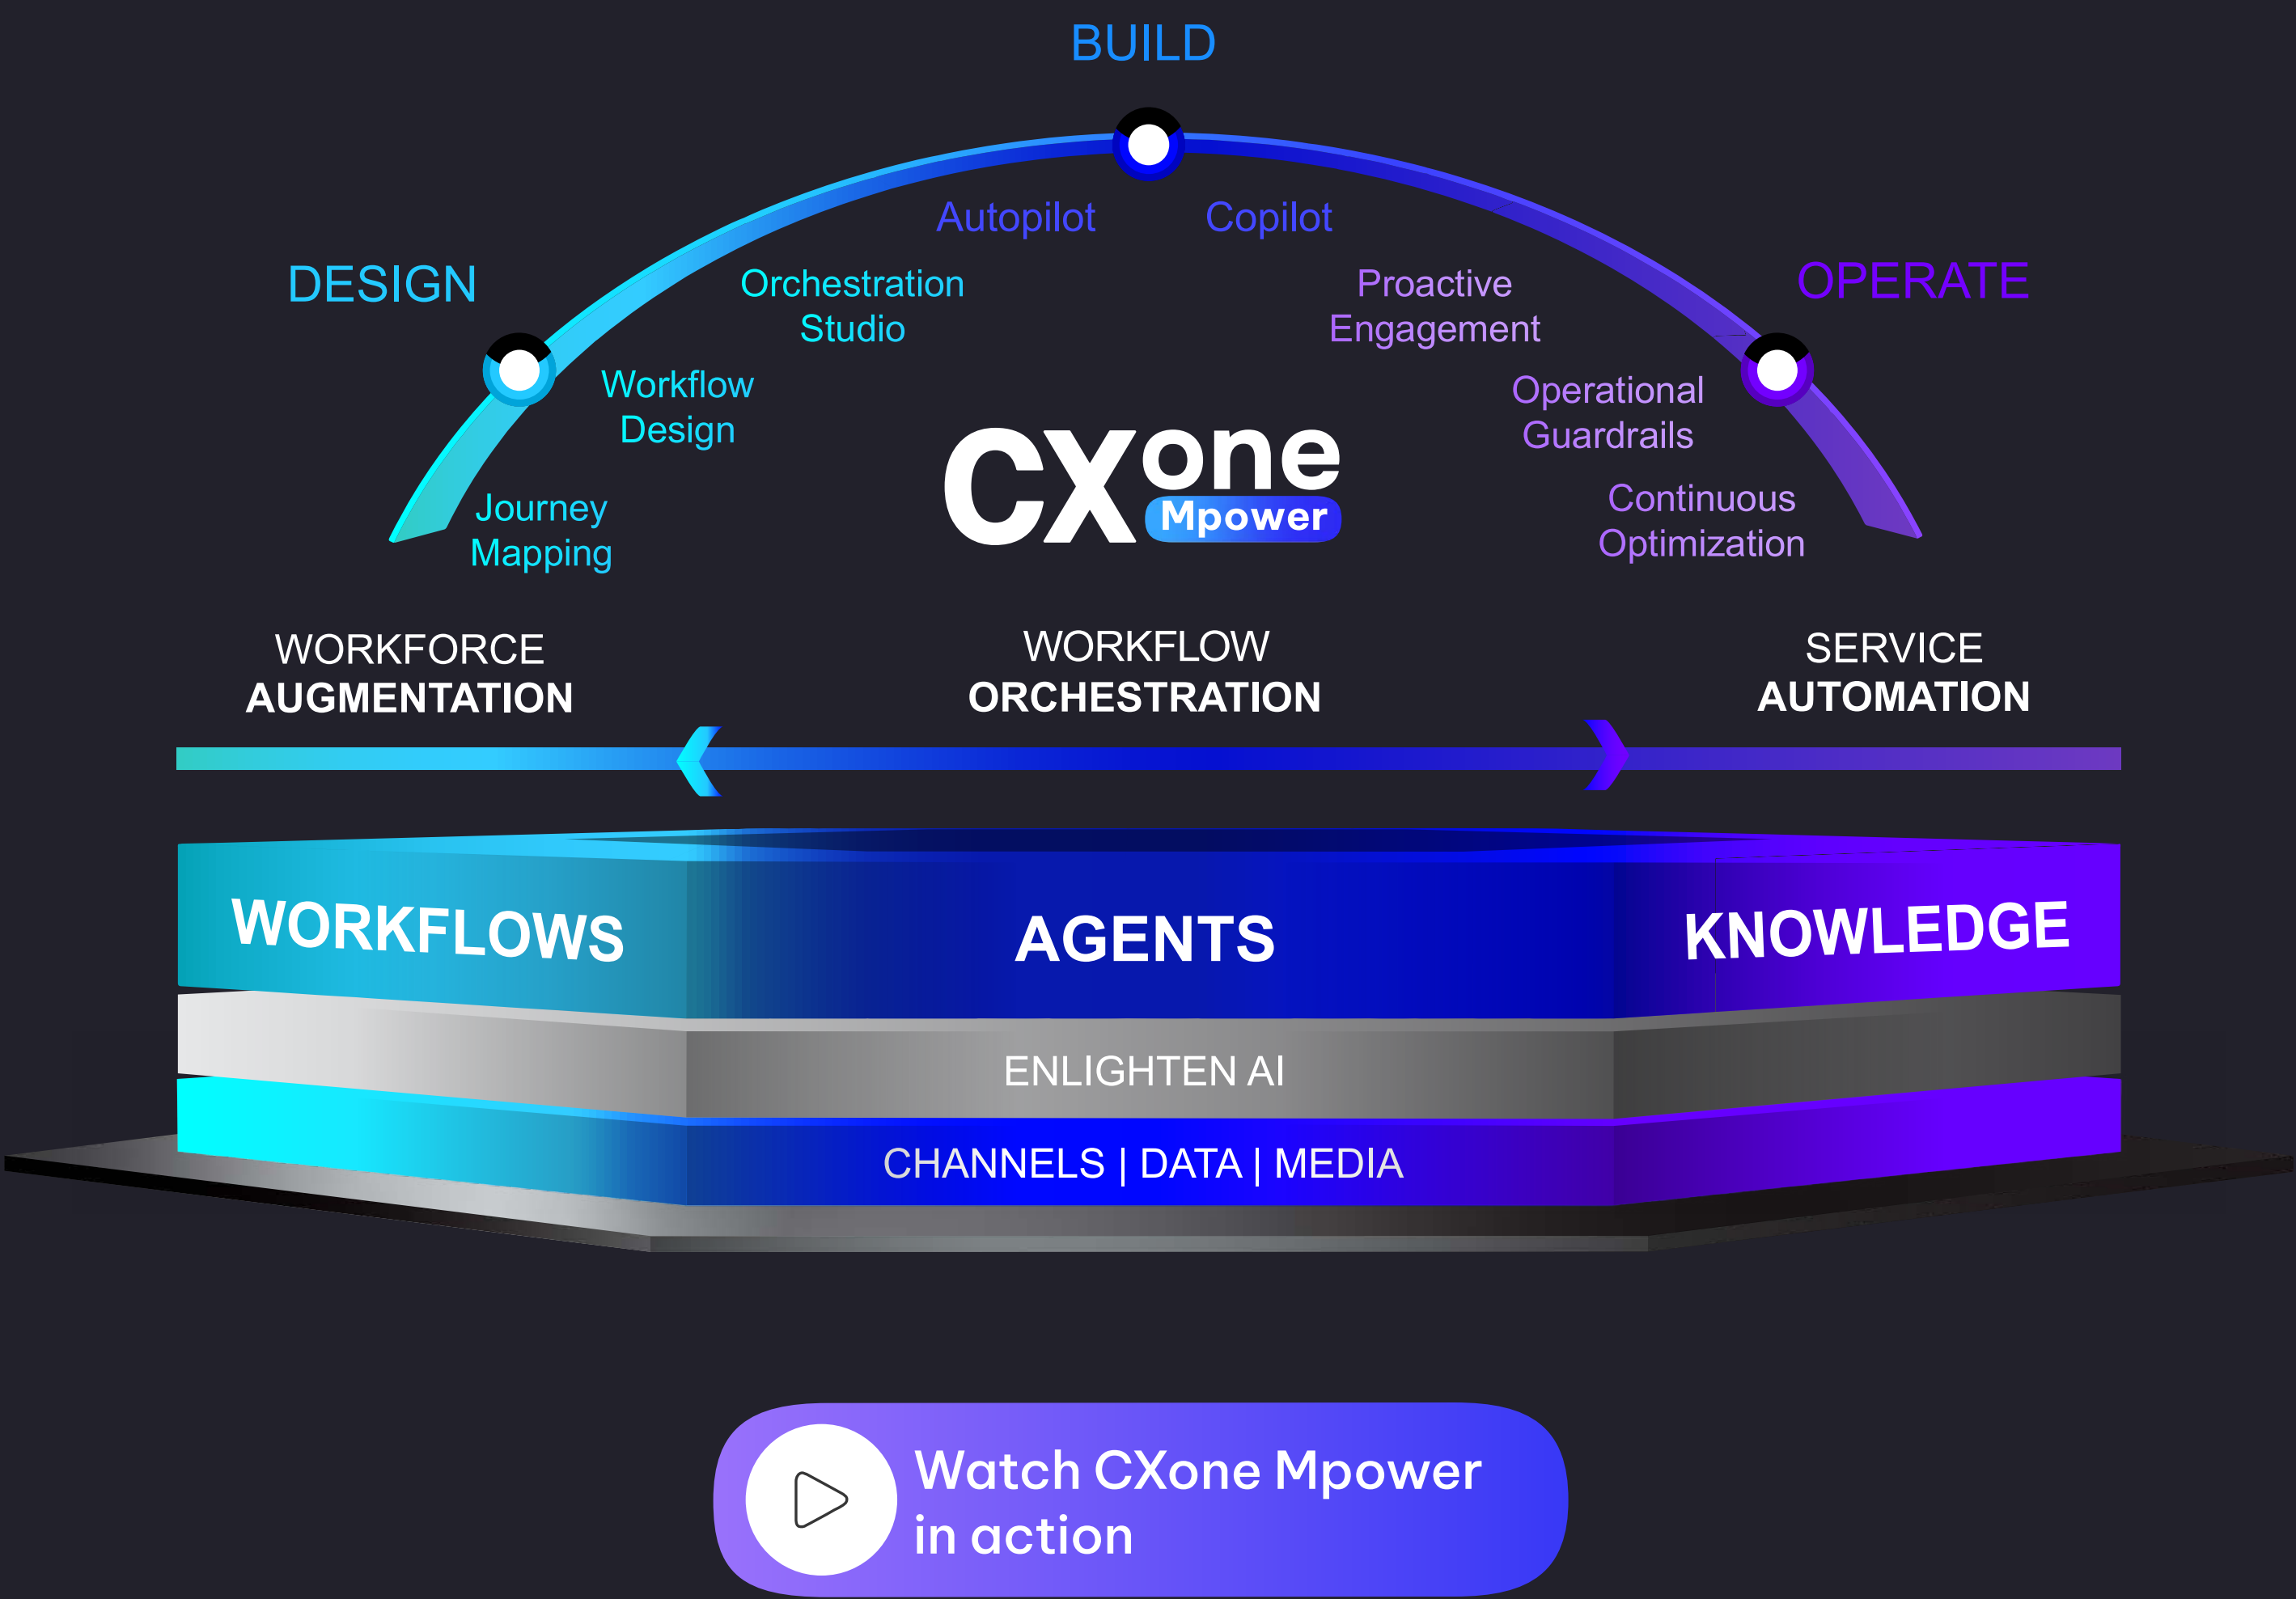 BUILD
DESIGN
OPERATE
Autopilot
Copilot
Orchestration
Studio
Proactive
Engagement
Workflow
Design
Operational
Guardrails
Journey
Mapping
CXone
Mpower
Continuous
Optimization
WORKFORCE
AUGMENTATION
WORKFLOW
ORCHESTRATION
SERVICE
AUTOMATION
WORKFLOWS
AGENTS
KNOWLEDGE
ENLIGHTEN AI
CHANNELS | DATA | MEDIA
Watch CXone Mpower
in action